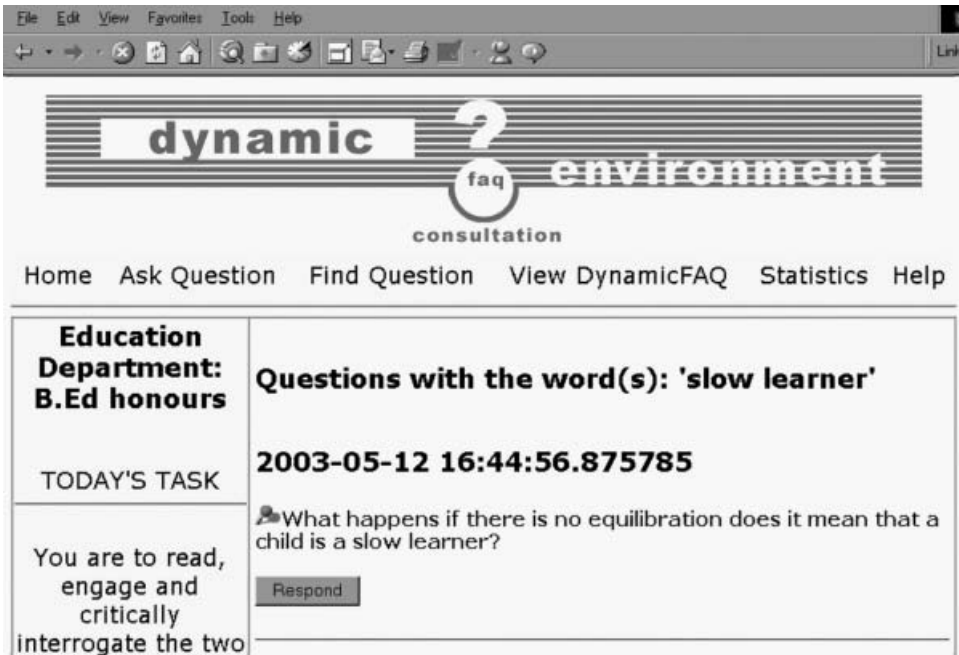 File Edit View Favorites Tools Help
Link
dynamic
?
faq
environment
consultation
Home Ask Question Find Question View DynamicFAQ Statistics Help
Education
Department:
B.Ed honours
TODAY'S TASK
You are to read,
engage and
critically
interrogate the two
Questions with the word(s): 'slow learner'
2003-05-12 16:44:56.875785
What happens if there is no equilibration does it mean that a
child is a slow learner?
Respond